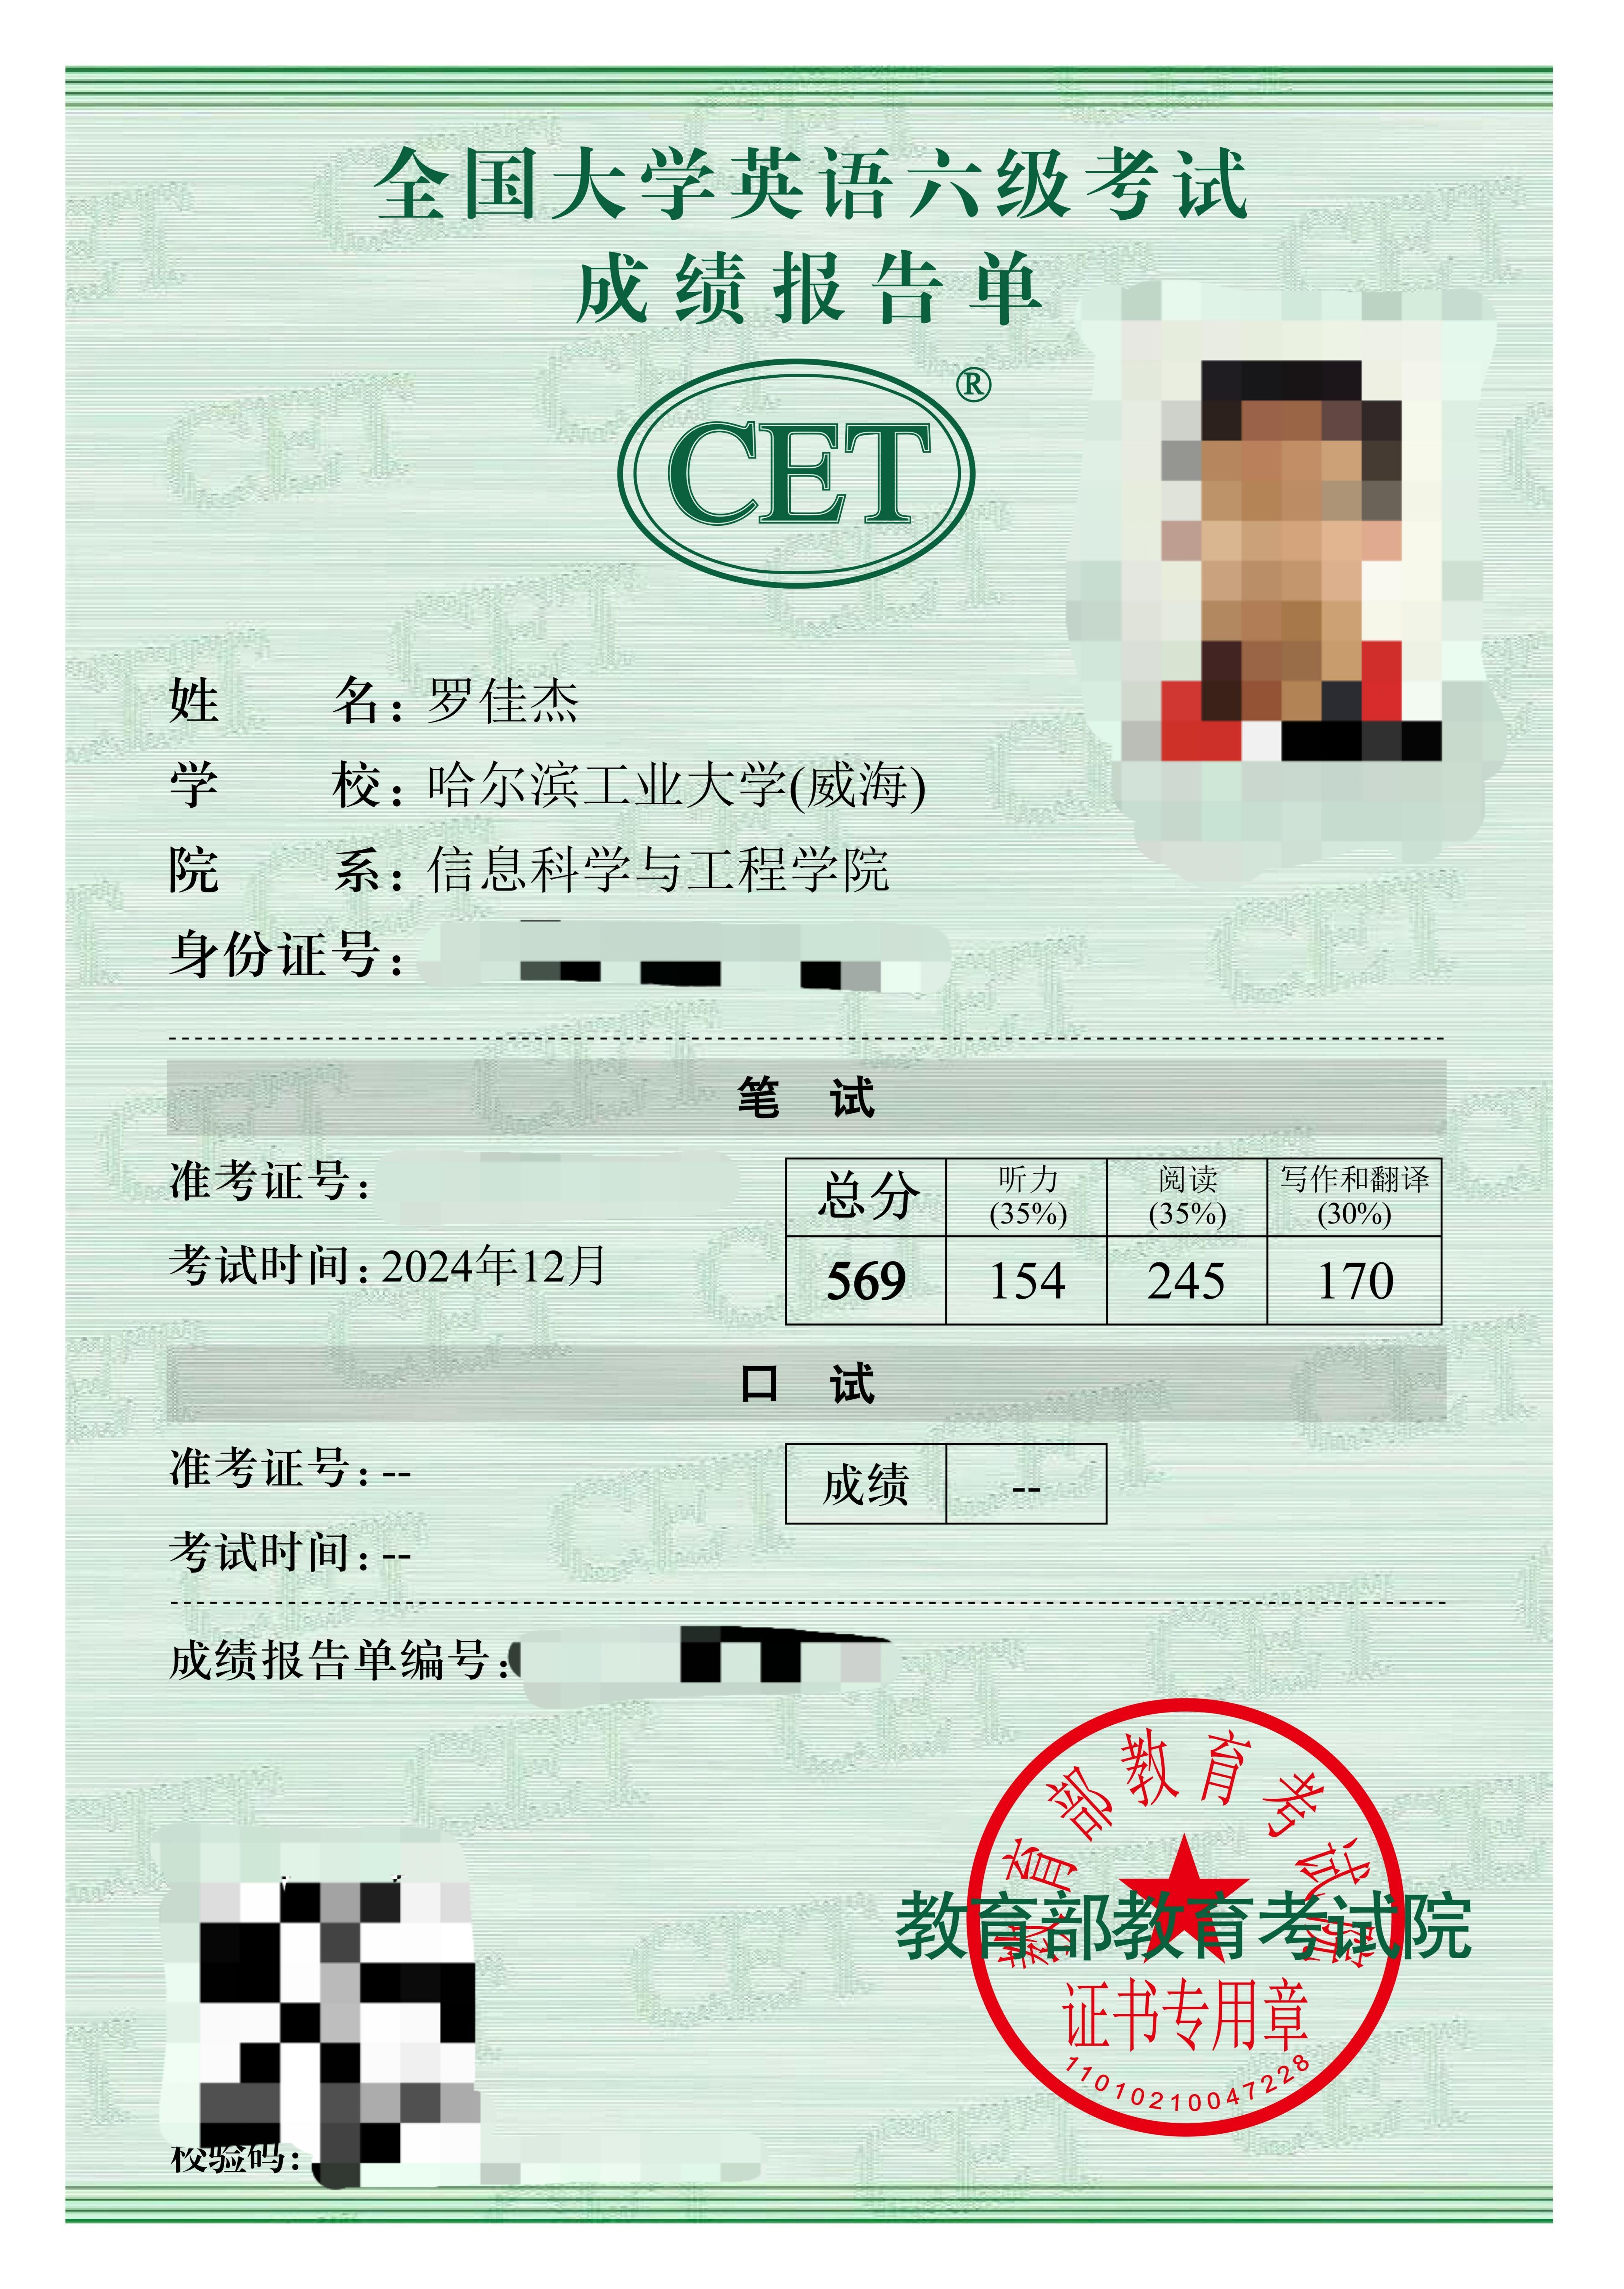 全国大学英语六级考试
成绩报告单
CET®
姓 名：罗佳杰
学 校：哈尔滨工业大学(威海)
院 系：信息科学与工程学院
身份证号：
笔 试
准考证号：
考试时间：2024年12月
总分 听力(35%) 阅读(35%) 写作和翻译(30%)
569 154 245 170
口 试
准考证号：--
考试时间：--
成绩 --
成绩报告单编号：
教育部教育考试院
教育部教育考试院
证书专用章
11010210047228
校验码：